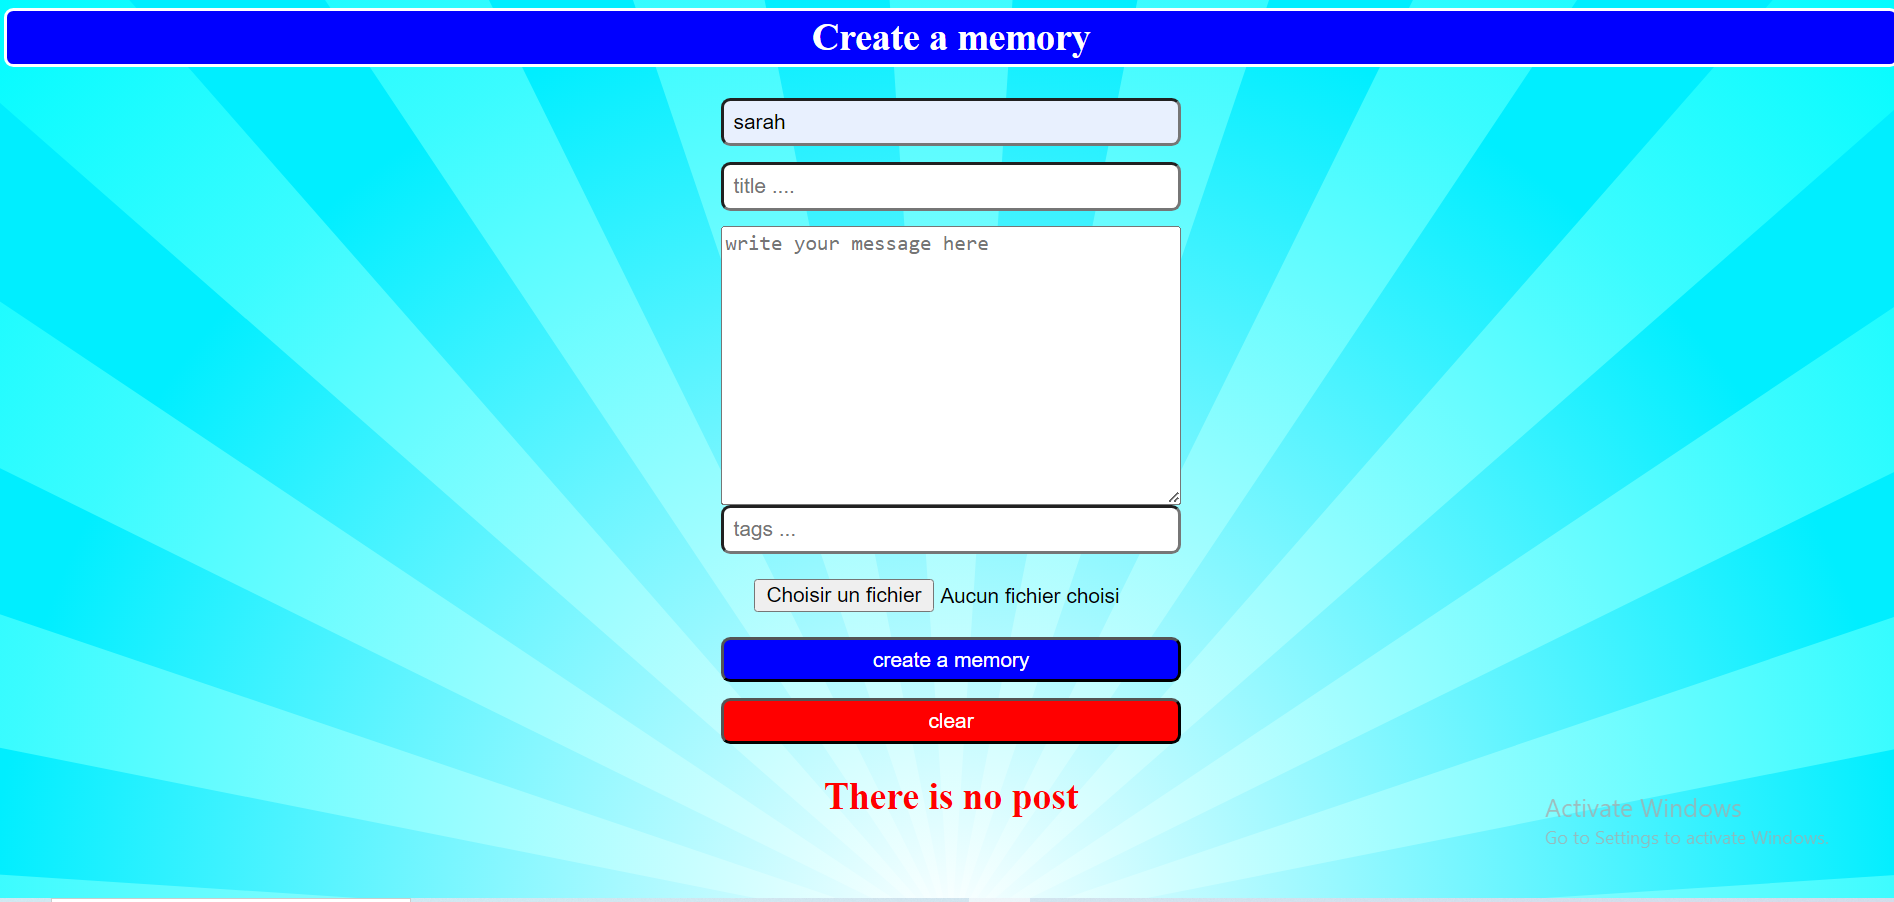 Create a memory
sarah
title ....
write your message here
tags ...
Choisir un fichier Aucun fichier choisi
create a memory
clear
There is no post
Activate Windows
Go to Settings to activate Windows.